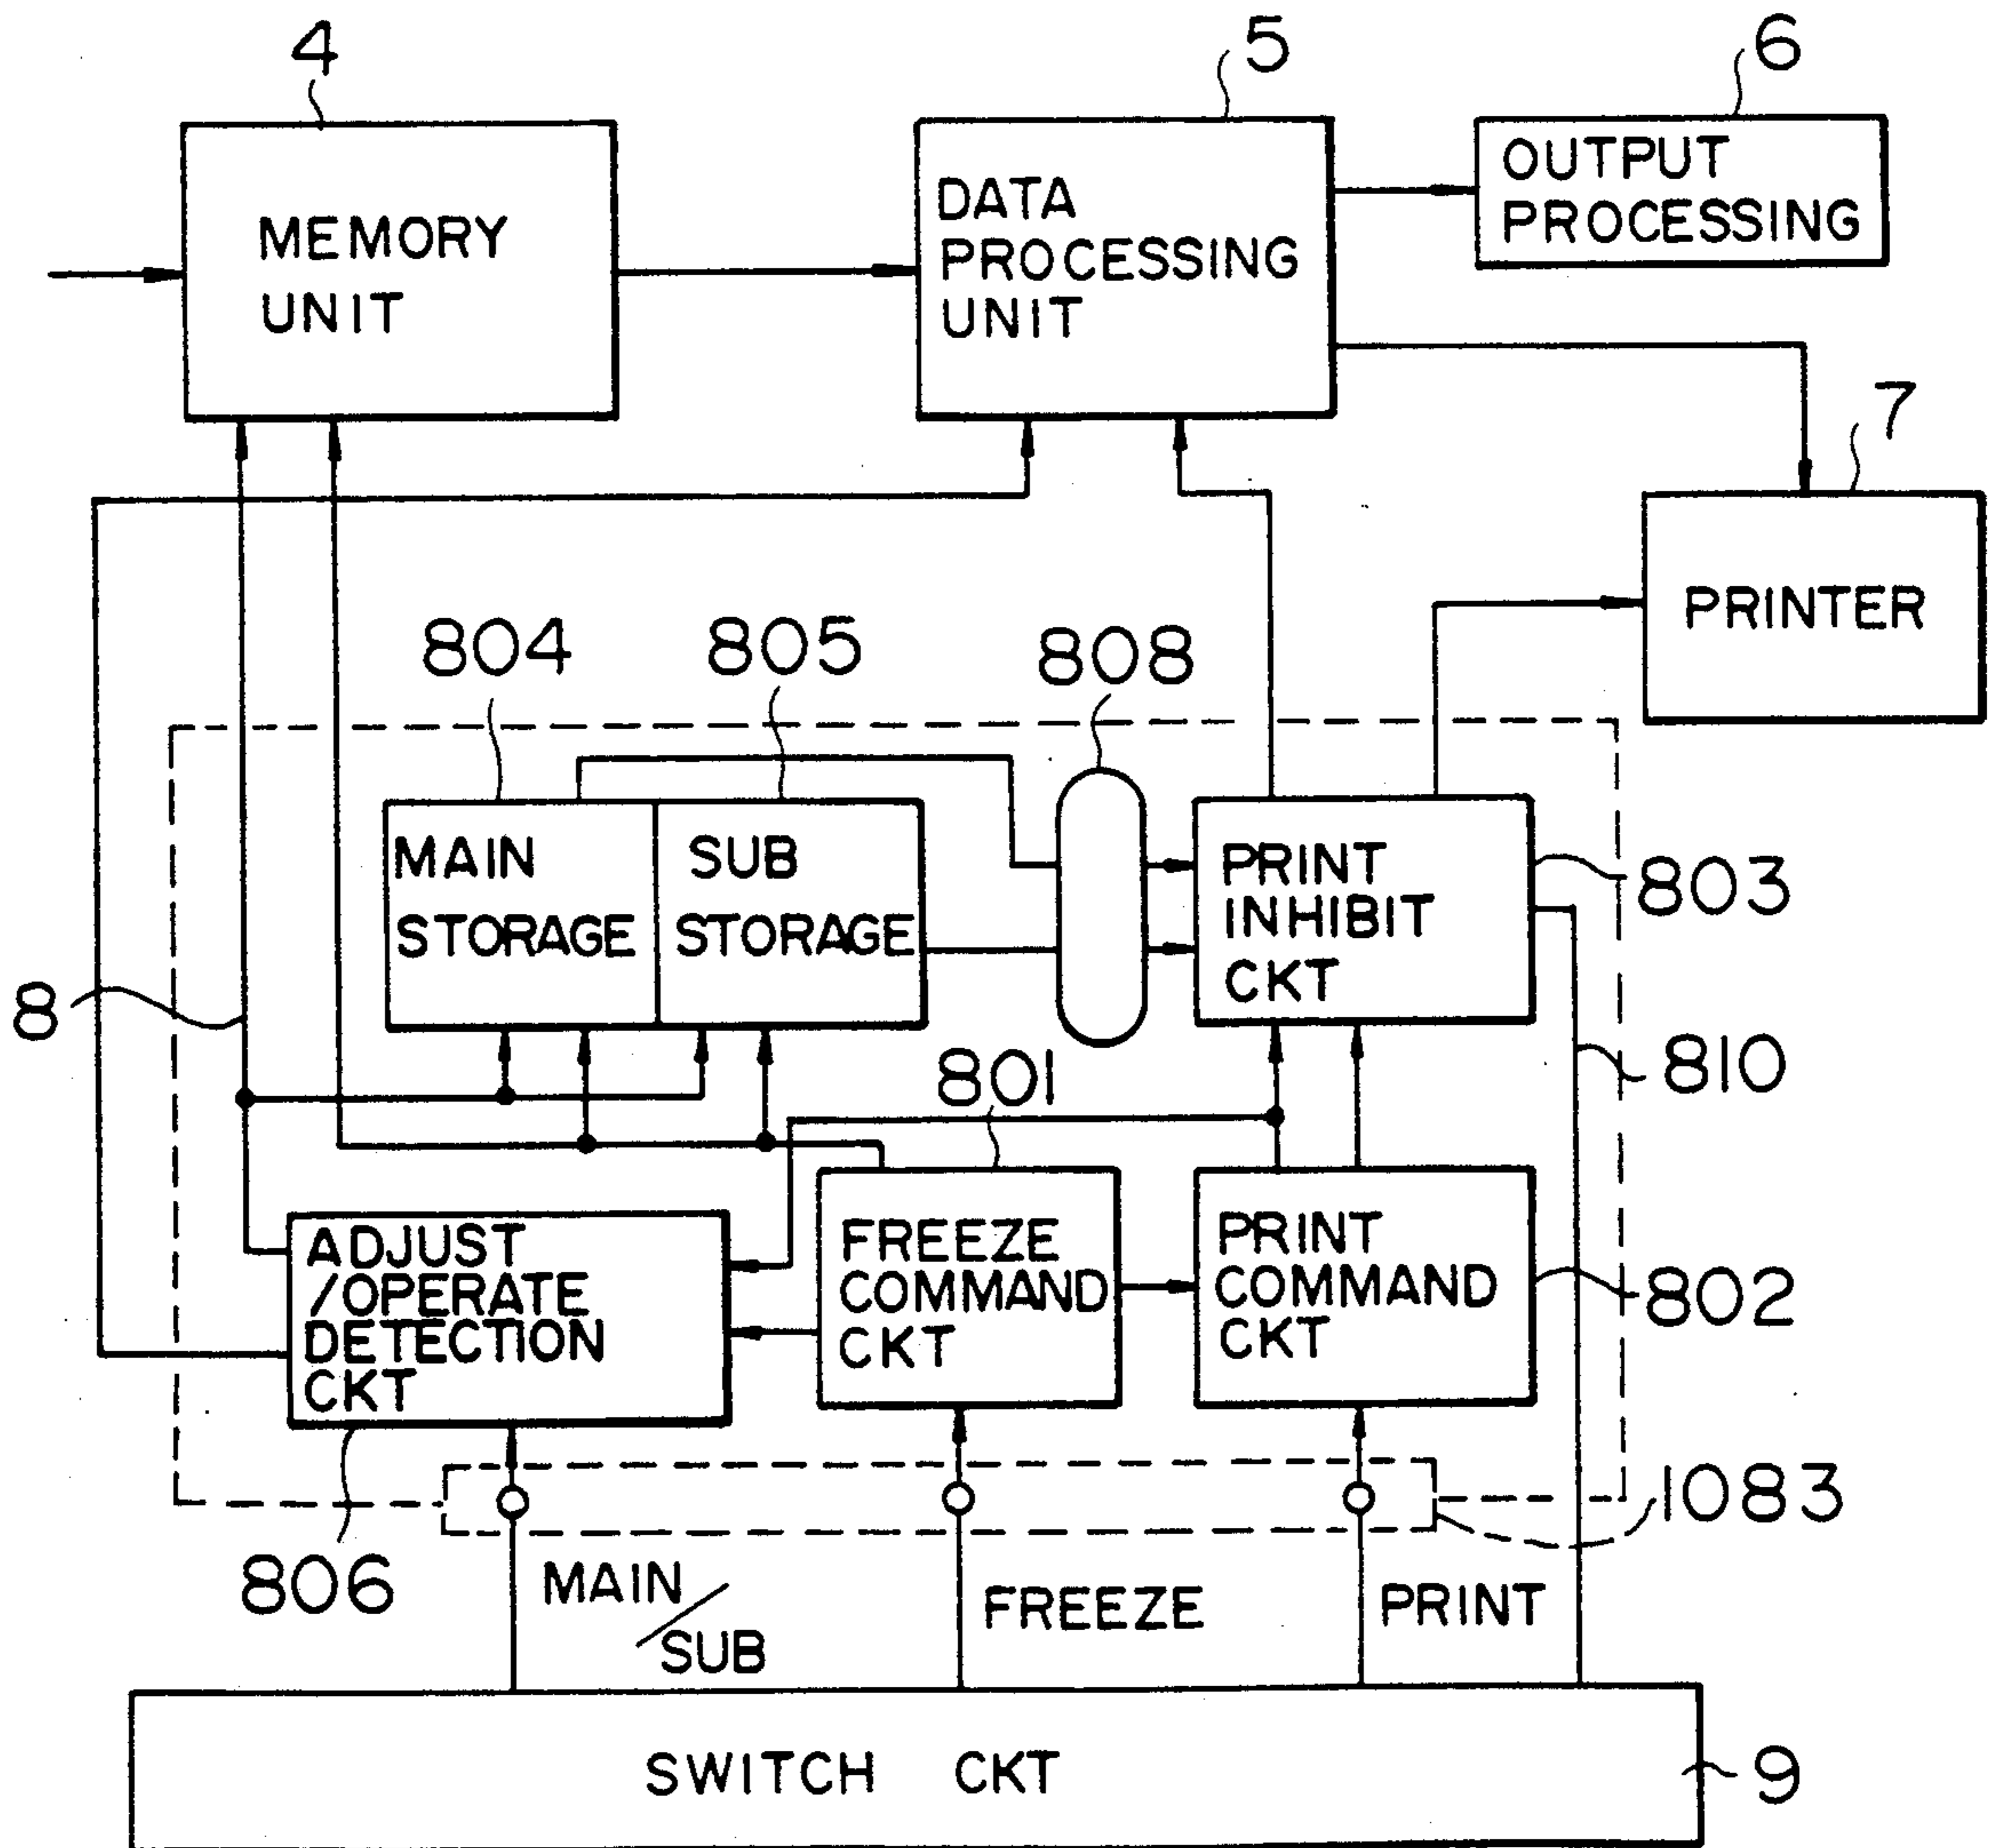 4
5
6
MEMORY
UNIT
DATA
PROCESSING
UNIT
OUTPUT
PROCESSING
7
PRINTER
804
805
808
MAIN
STORAGE
SUB
STORAGE
PRINT
INHIBIT
CKT
803
8
810
801
ADJUST
/OPERATE
DETECTION
CKT
FREEZE
COMMAND
CKT
PRINT
COMMAND
CKT
802
1083
806
MAIN
/SUB
FREEZE
PRINT
SWITCH CKT
9